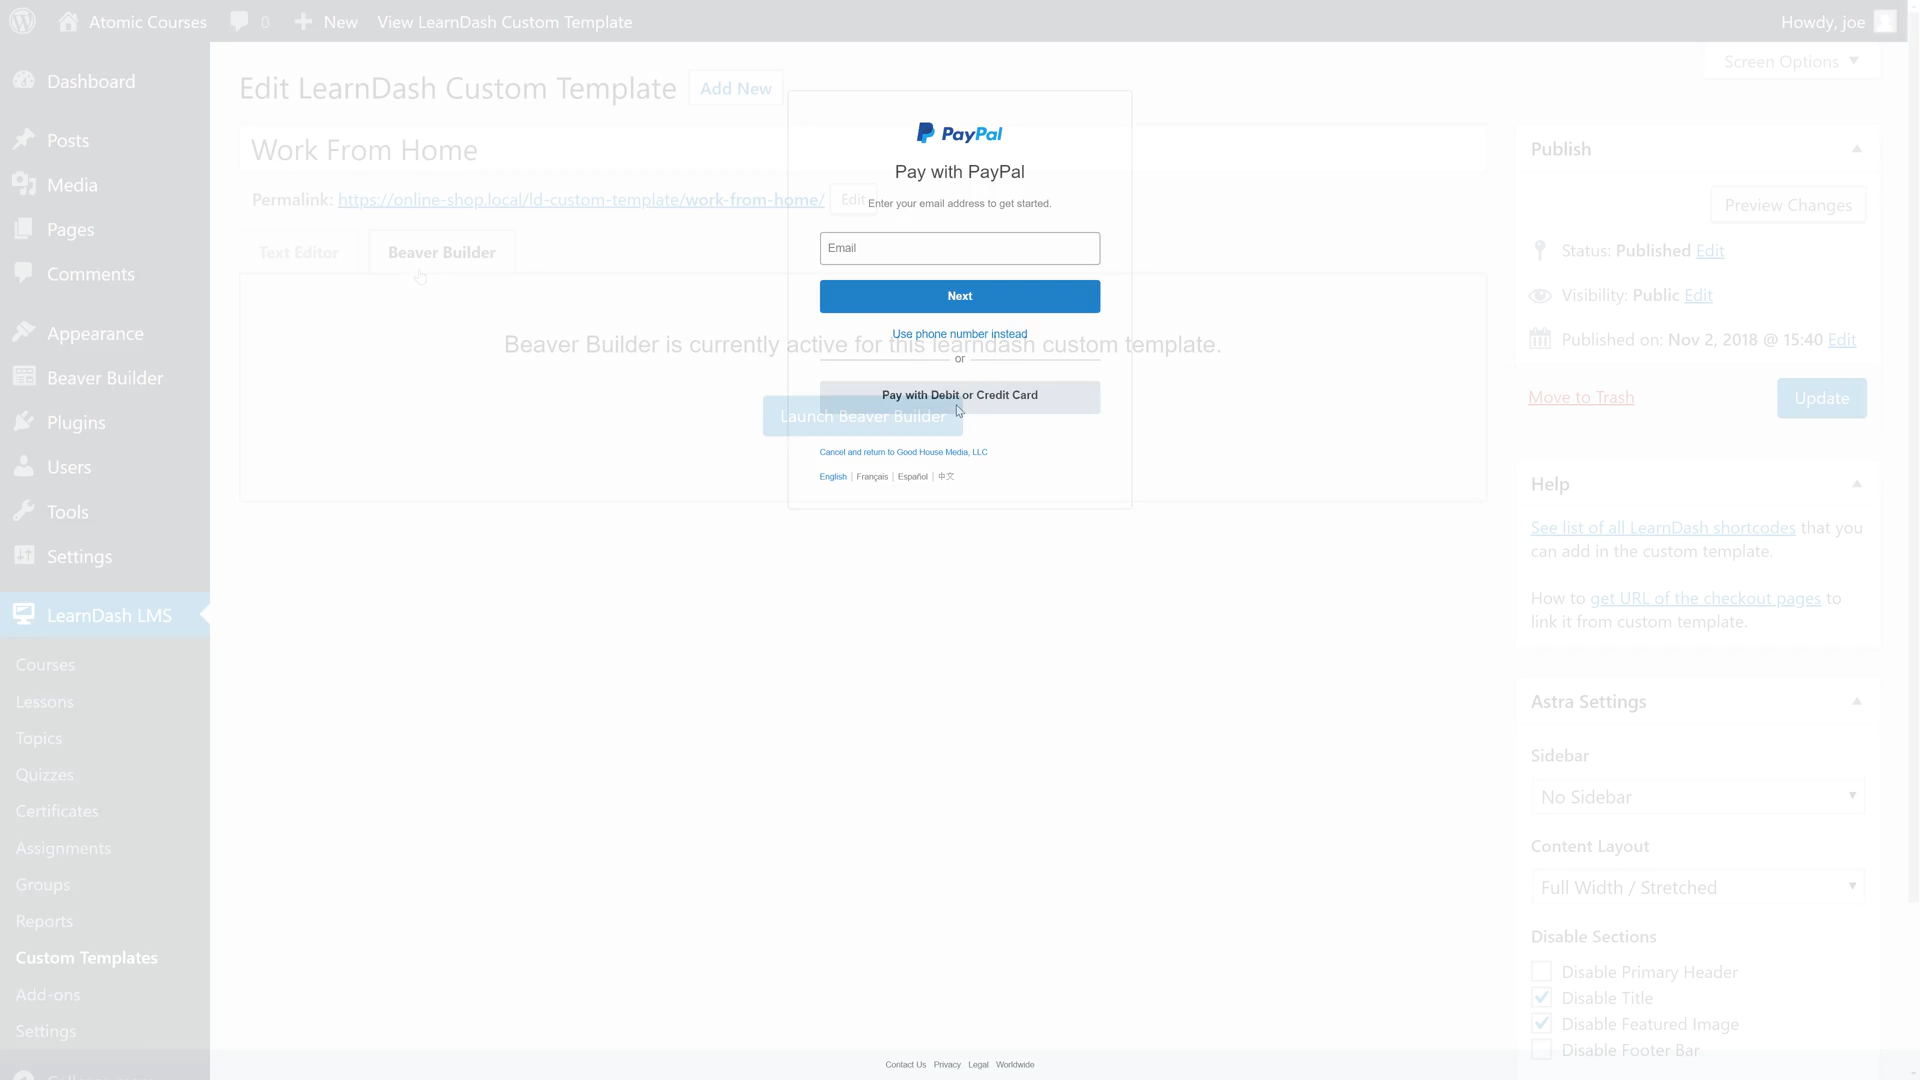 Atomic Courses
0
New
View LearnDash Custom Template
Howdy, joe
Screen Options
Dashboard
Posts
Media
Pages
Comments
Appearance
Beaver Builder
Plugins
Users
Tools
Settings
LearnDash LMS
Courses
Lessons
Topics
Quizzes
Certificates
Assignments
Groups
Reports
Custom Templates
Add-ons
Settings
Edit LearnDash Custom Template
Add New
Work From Home
Permalink: https://online-shop.local/ld-custom-template/work-from-home/
Edit
Text Editor
Beaver Builder
Beaver Builder is currently active for this learndash custom template.
Launch Beaver Builder
PayPal
Pay with PayPal
Enter your email address to get started.
Email
Next
Use phone number instead
or
Pay with Debit or Credit Card
Cancel and return to Good House Media, LLC
English | Français | Español | 中文
Publish
Preview Changes
Status: Published Edit
Visibility: Public Edit
Published on: Nov 2, 2018 @ 15:40 Edit
Move to Trash
Update
Help
See list of all LearnDash shortcodes that you
can add in the custom template.
How to get URL of the checkout pages to
link it from custom template.
Astra Settings
Sidebar
No Sidebar
Content Layout
Full Width / Stretched
Disable Sections
Disable Primary Header
Disable Title
Disable Featured Image
Disable Footer Bar
Contact Us Privacy Legal Worldwide